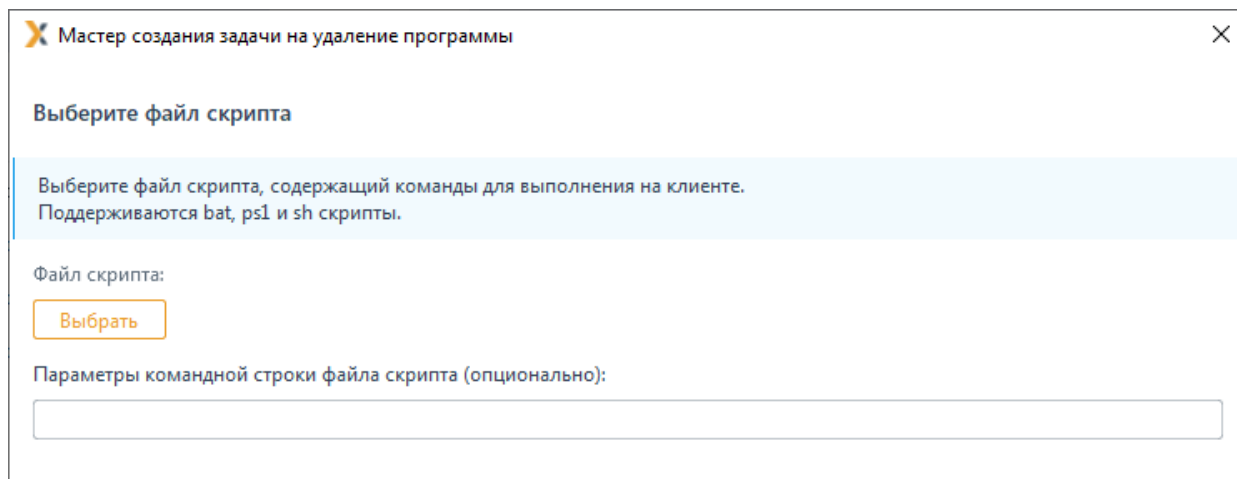 Мастер создания задачи на удаление программы
Выберите файл скрипта
Выберите файл скрипта, содержащий команды для выполнения на клиенте.
Поддерживаются bat, ps1 и sh скрипты.
Файл скрипта:
Выбрать
Параметры командной строки файла скрипта (опционально):